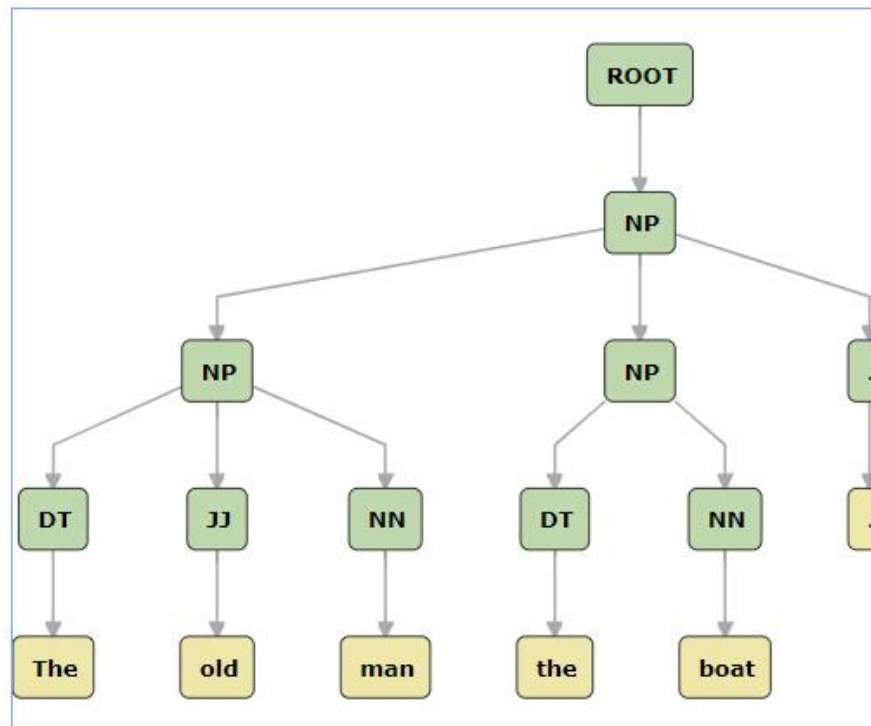 ROOT
NP
NP NP .
DT JJ NN DT NN .
The old man the boat